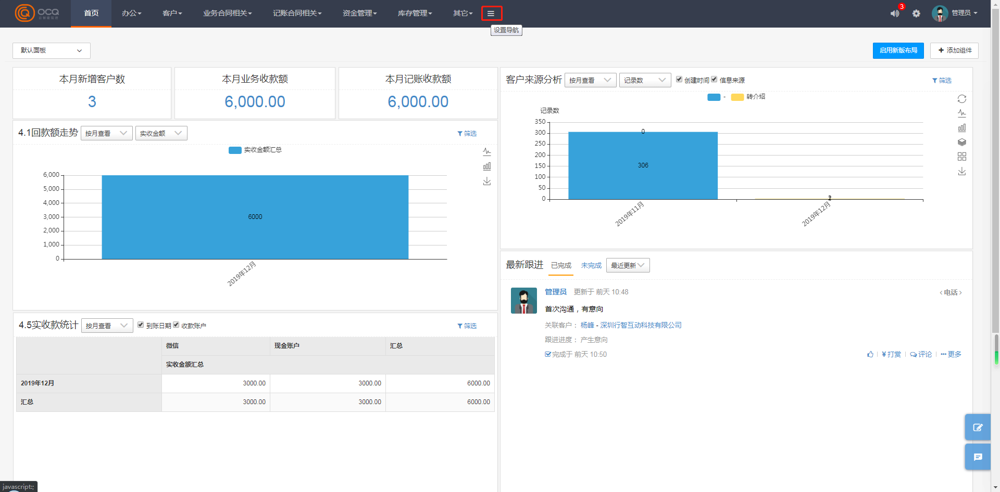 OCQ
首页
办公
客户
业务合同相关
记账合同相关
资金管理
库存管理
其它
3
管理员
设置导航
默认面板
启用新版布局
添加组件
本月新增客户数
3
本月业务收款额
6,000.00
本月记账收款额
6,000.00
4.1回款额走势
按月查看
实收金额
筛选
实收金额汇总
6,000
5,000
4,000
3,000
2,000
1,000
0
6000
2019年12月
4.5实收款统计
按月查看
到账日期
收款账户
筛选
微信
现金账户
汇总
实收金额汇总
2019年12月
3000.00
3000.00
6000.00
汇总
3000.00
3000.00
6000.00
客户来源分析
按月查看
记录数
创建时间
信息来源
筛选
-
转介绍
记录数
350
300
250
200
150
100
50
0
0
306
2019年11月
2019年12月
最新跟进
已完成
未完成
最近更新
管理员
更新于 前天 10:48
‹电话›
首次沟通，有意向
关联客户： 杨峰 - 深圳行智互动科技有限公司
跟进进度： 产生意向
完成于 前天 10:50
¥打赏
评论
更多
javascript:;